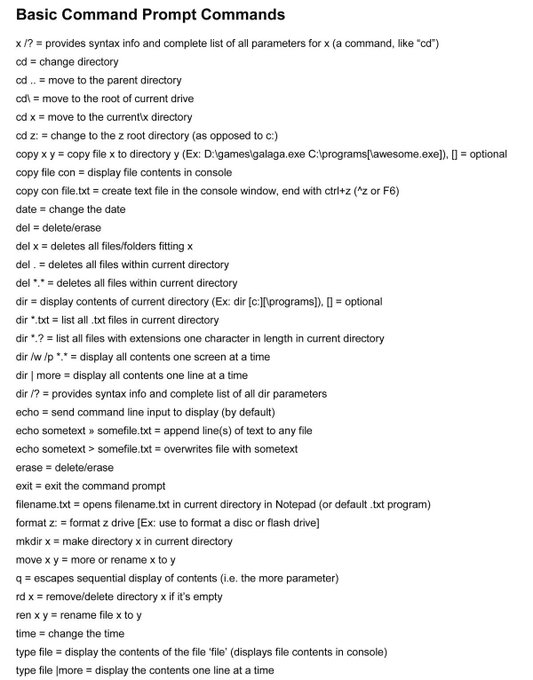 Basic Command Prompt Commands
x /? = provides syntax info and complete list of all parameters for x (a command, like “cd”)
cd = change directory
cd .. = move to the parent directory
cd\ = move to the root of current drive
cd x = move to the current\x directory
cd z: = change to the z root directory (as opposed to c:)
copy x y = copy file x to directory y (Ex: D:\games\galaga.exe C:\programs[\awesome.exe]), [] = optional
copy file con = display file contents in console
copy con file.txt = create text file in the console window, end with ctrl+z (^z or F6)
date = change the date
del = delete/erase
del x = deletes all files/folders fitting x
del . = deletes all files within current directory
del *.* = deletes all files within current directory
dir = display contents of current directory (Ex: dir [c:][\programs]), [] = optional
dir *.txt = list all .txt files in current directory
dir *.? = list all files with extensions one character in length in current directory
dir /w /p *.* = display all contents one screen at a time
dir | more = display all contents one line at a time
dir /? = provides syntax info and complete list of all dir parameters
echo = send command line input to display (by default)
echo sometext » somefile.txt = append line(s) of text to any file
echo sometext > somefile.txt = overwrites file with sometext
erase = delete/erase
exit = exit the command prompt
filename.txt = opens filename.txt in current directory in Notepad (or default .txt program)
format z: = format z drive [Ex: use to format a disc or flash drive]
mkdir x = make directory x in current directory
move x y = more or rename x to y
q = escapes sequential display of contents (i.e. the more parameter)
rd x = remove/delete directory x if it’s empty
ren x y = rename file x to y
time = change the time
type file = display the contents of the file ‘file’ (displays file contents in console)
type file |more = display the contents one line at a time